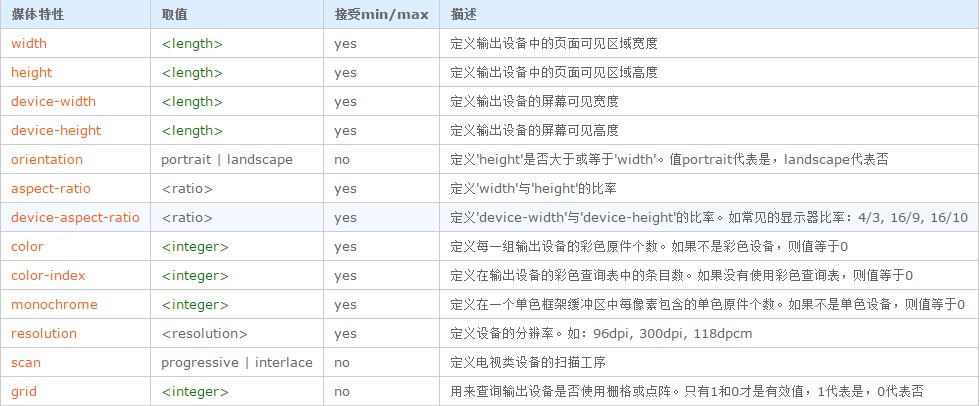 媒体特性 取值 接受min/max 描述
width <length> yes 定义输出设备中的页面可见区域宽度
height <length> yes 定义输出设备中的页面可见区域高度
device-width <length> yes 定义输出设备的屏幕可见宽度
device-height <length> yes 定义输出设备的屏幕可见高度
orientation portrait | landscape no 定义'height'是否大于或等于'width'。值portrait代表是，landscape代表否
aspect-ratio <ratio> yes 定义'width'与'height'的比率
device-aspect-ratio <ratio> yes 定义'device-width'与'device-height'的比率。如常见的显示器比率：4/3, 16/9, 16/10
color <integer> yes 定义每一组输出设备的彩色原件个数。如果不是彩色设备，则值等于0
color-index <integer> yes 定义在输出设备的彩色查询表中的条目数。如果没有使用彩色查询表，则值等于0
monochrome <integer> yes 定义在一个单色框架缓冲区中每像素包含的单色原件个数。如果不是单色设备，则值等于0
resolution <resolution> yes 定义设备的分辨率。如：96dpi, 300dpi, 118dpcm
scan progressive | interlace no 定义电视类设备的扫描工序
grid <integer> no 用来查询输出设备是否使用栅格或点阵。只有1和0才是有效值，1代表是，0代表否